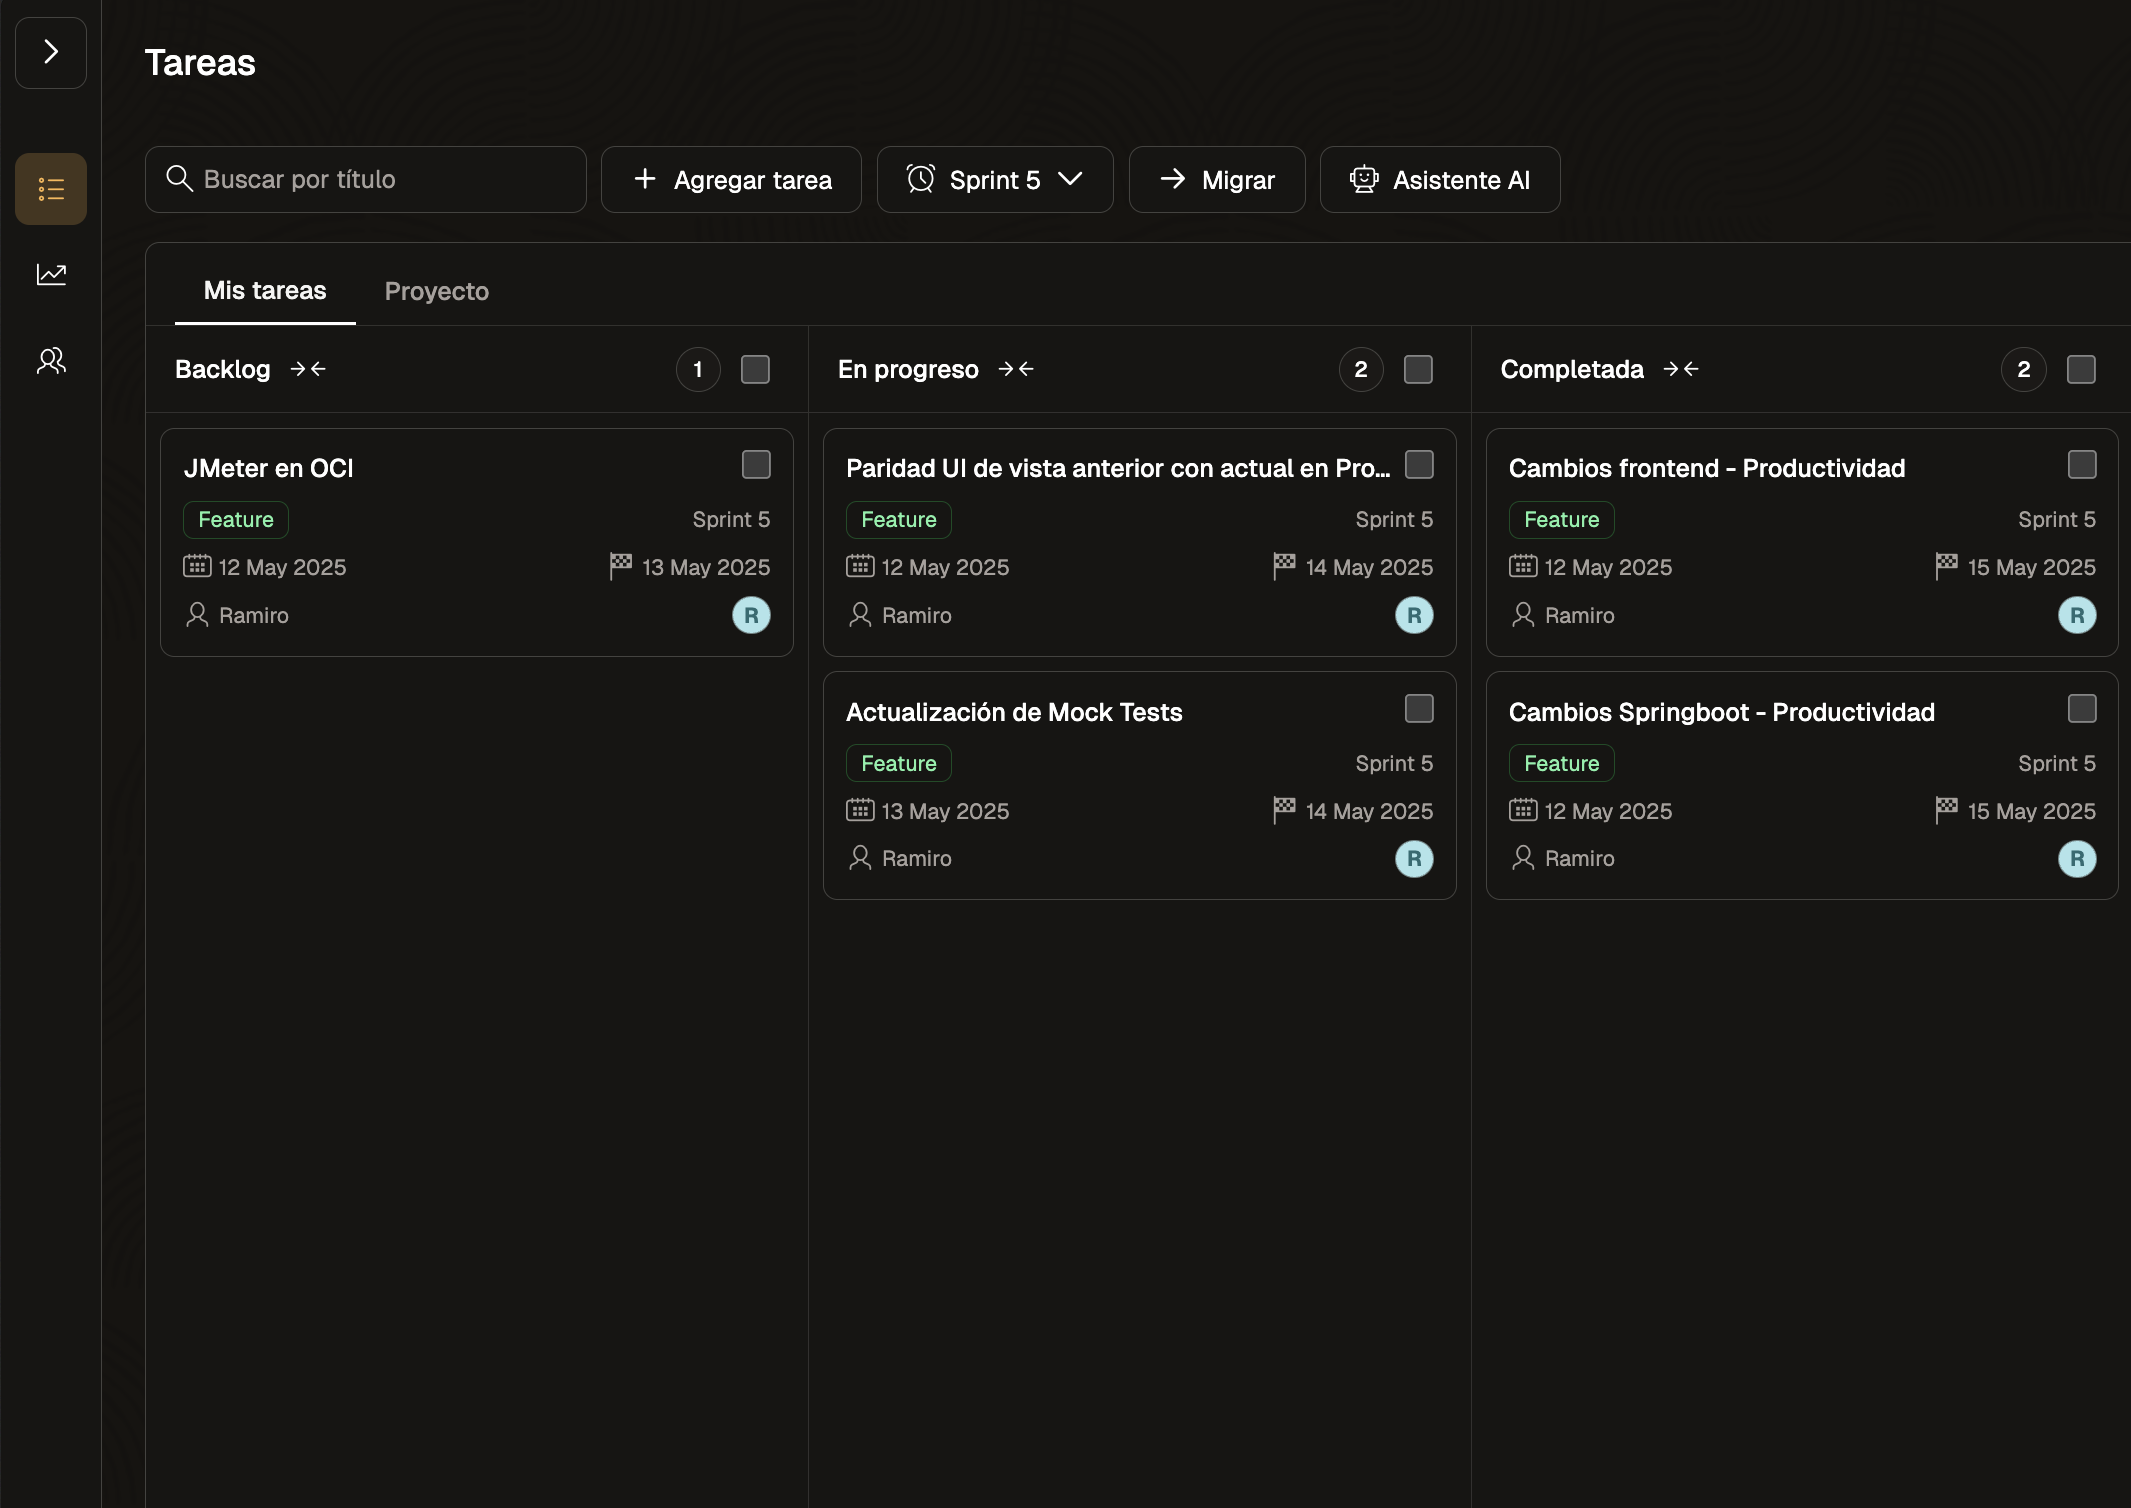 Tareas
Buscar por título
Agregar tarea
Sprint 5
Migrar
Asistente AI
Mis tareas
Proyecto
Backlog
1
JMeter en OCI
Feature
Sprint 5
12 May 2025
13 May 2025
Ramiro
R
En progreso
2
Paridad UI de vista anterior con actual en Pro...
Feature
Sprint 5
12 May 2025
14 May 2025
Ramiro
R
Actualización de Mock Tests
Feature
Sprint 5
13 May 2025
14 May 2025
Ramiro
R
Completada
2
Cambios frontend - Productividad
Feature
Sprint 5
12 May 2025
15 May 2025
Ramiro
R
Cambios Springboot - Productividad
Feature
Sprint 5
12 May 2025
15 May 2025
Ramiro
R